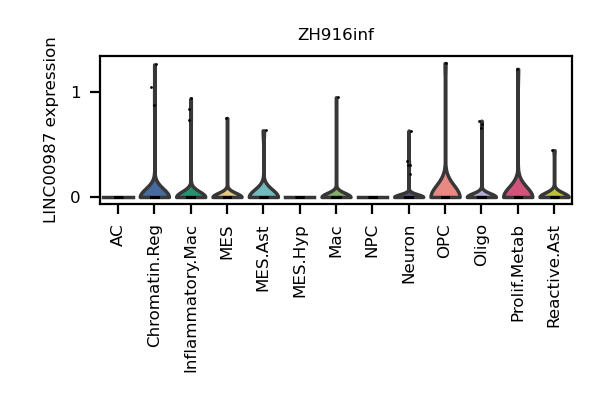 ZH916inf
LINC00987 expression
1
0
AC
Chromatin.Reg
Inflammatory.Mac
MES
MES.Ast
MES.Hyp
Mac
NPC
Neuron
OPC
Oligo
Prolif.Metab
Reactive.Ast